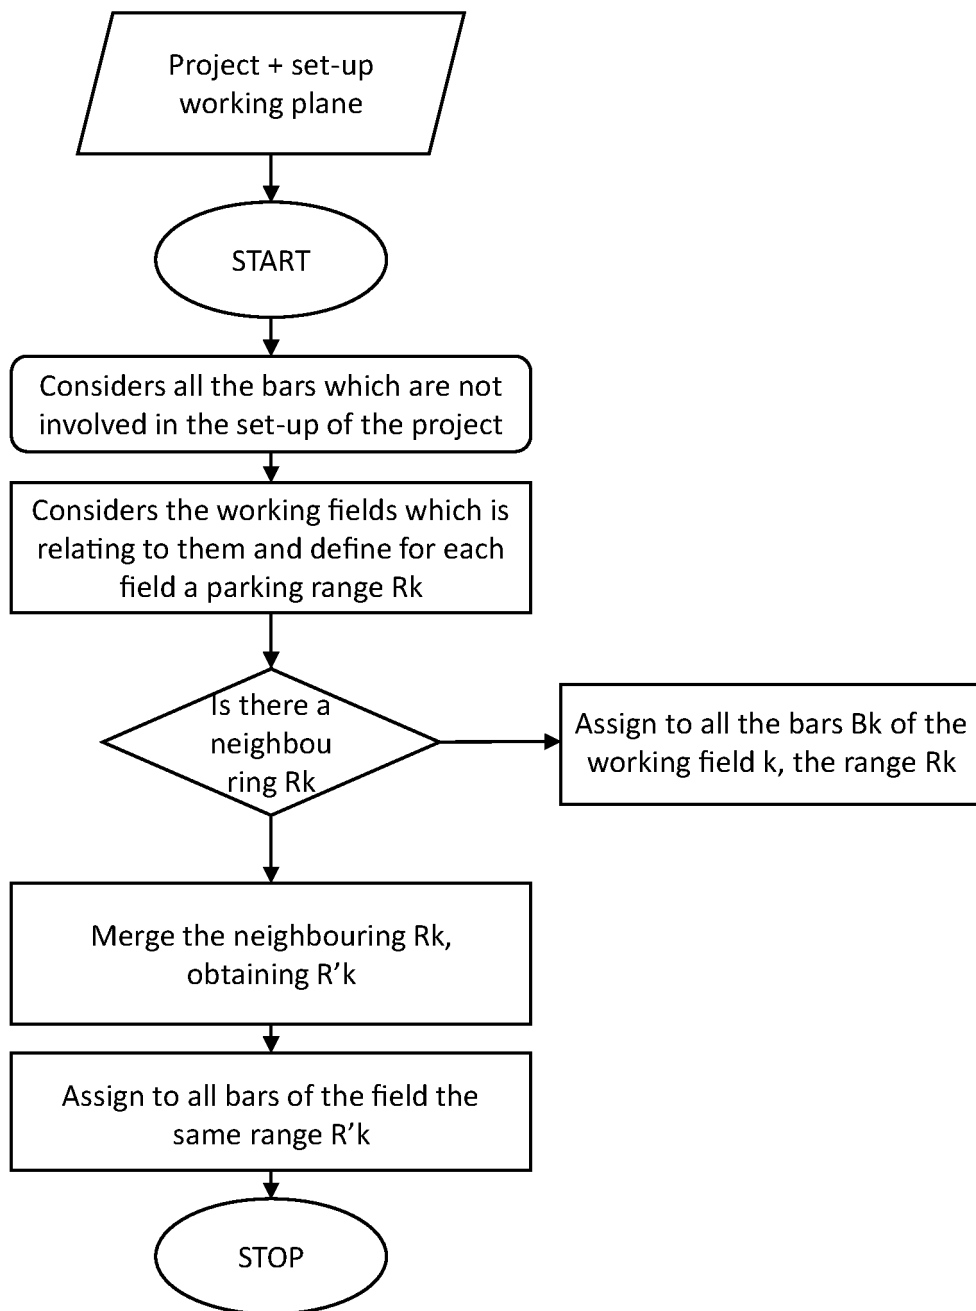 Project + set-up
working plane
START
Considers all the bars which are not
involved in the set-up of the project
Considers the working fields which is
relating to them and define for each
field a parking range Rk
Is there a
neighbou
ring Rk
Assign to all the bars Bk of the
working field k, the range Rk
Merge the neighbouring Rk,
obtaining R’k
Assign to all bars of the field the
same range R’k
STOP